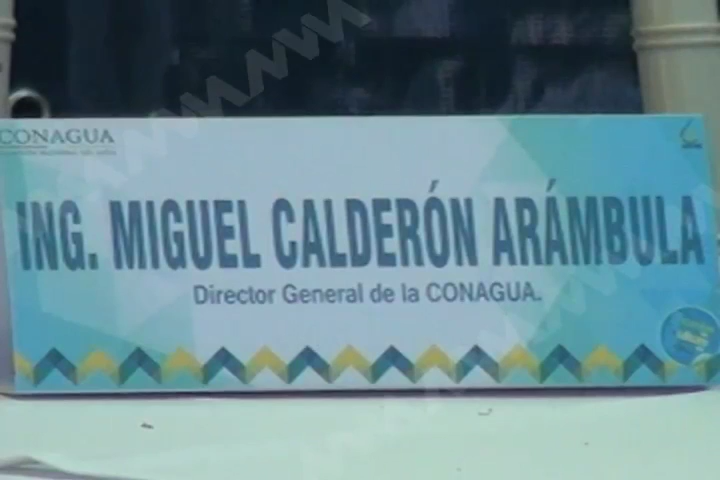 CONAGUA
ING. MIGUEL CALDERÓN ARÁMBULA
Director General de la CONAGUA.